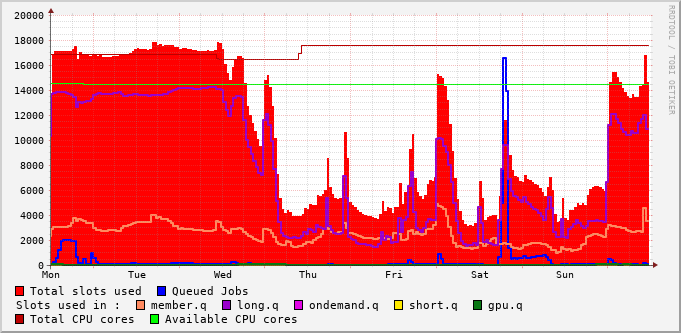 20000
18000
16000
14000
12000
10000
8000
6000
4000
2000
0
Mon Tue Wed Thu Fri Sat Sun
RRDTOOL / TOBI OETIKER
Total slots used Queued Jobs
Slots used in : member.q long.q ondemand.q short.q gpu.q
Total CPU cores Available CPU cores